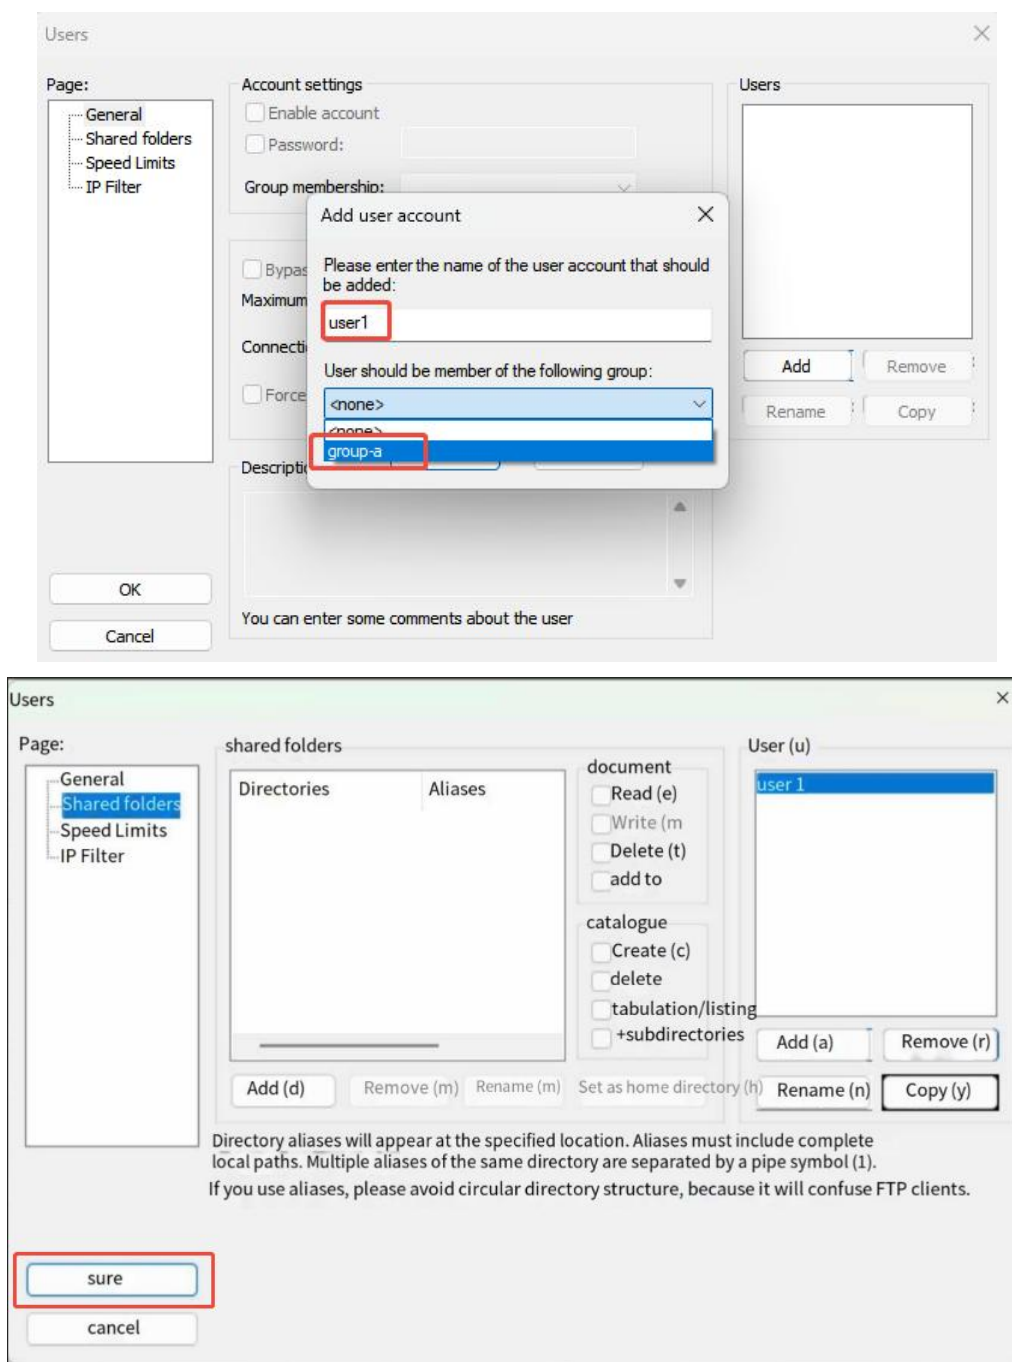 Users
Page:
General
Shared folders
Speed Limits
IP Filter
Account settings
Enable account
Password:
Group membership:
Bypas
Maximum
Connecti
Force
Descripti
You can enter some comments about the user
Add user account
Please enter the name of the user account that should
be added:
user1
User should be member of the following group:
<none>
<none>
group-a
Users
Add
Remove
Rename
Copy
OK
Cancel
Users
Page:
General
Shared folders
Speed Limits
IP Filter
shared folders
Directories Aliases
document
Read (e)
Write (m
Delete (t)
add to
catalogue
Create (c)
delete
tabulation/listing
+subdirectories
Add (d) Remove (m) Rename (m) Set as home directory (h)
User (u)
user 1
Add (a) Remove (r)
Rename (n) Copy (y)
Directory aliases will appear at the specified location. Aliases must include complete
local paths. Multiple aliases of the same directory are separated by a pipe symbol (1).
If you use aliases, please avoid circular directory structure, because it will confuse FTP clients.
sure
cancel